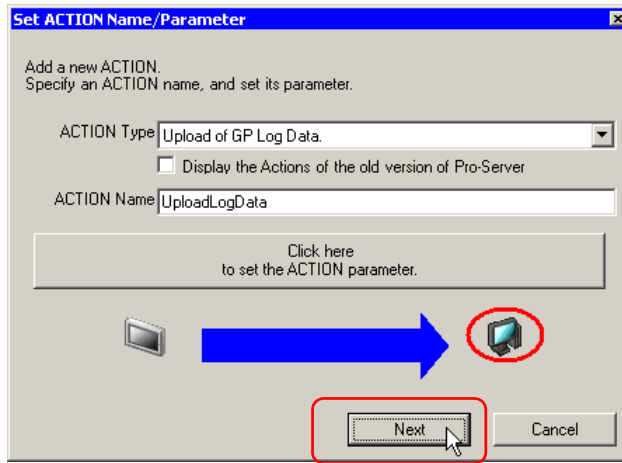 Set ACTION Name/Parameter
Add a new ACTION.
Specify an ACTION name, and set its parameter.
ACTION Type Upload of GP Log Data.
Display the Actions of the old version of Pro-Server
ACTION Name UploadLogData
Click here
to set the ACTION parameter.
Next Cancel